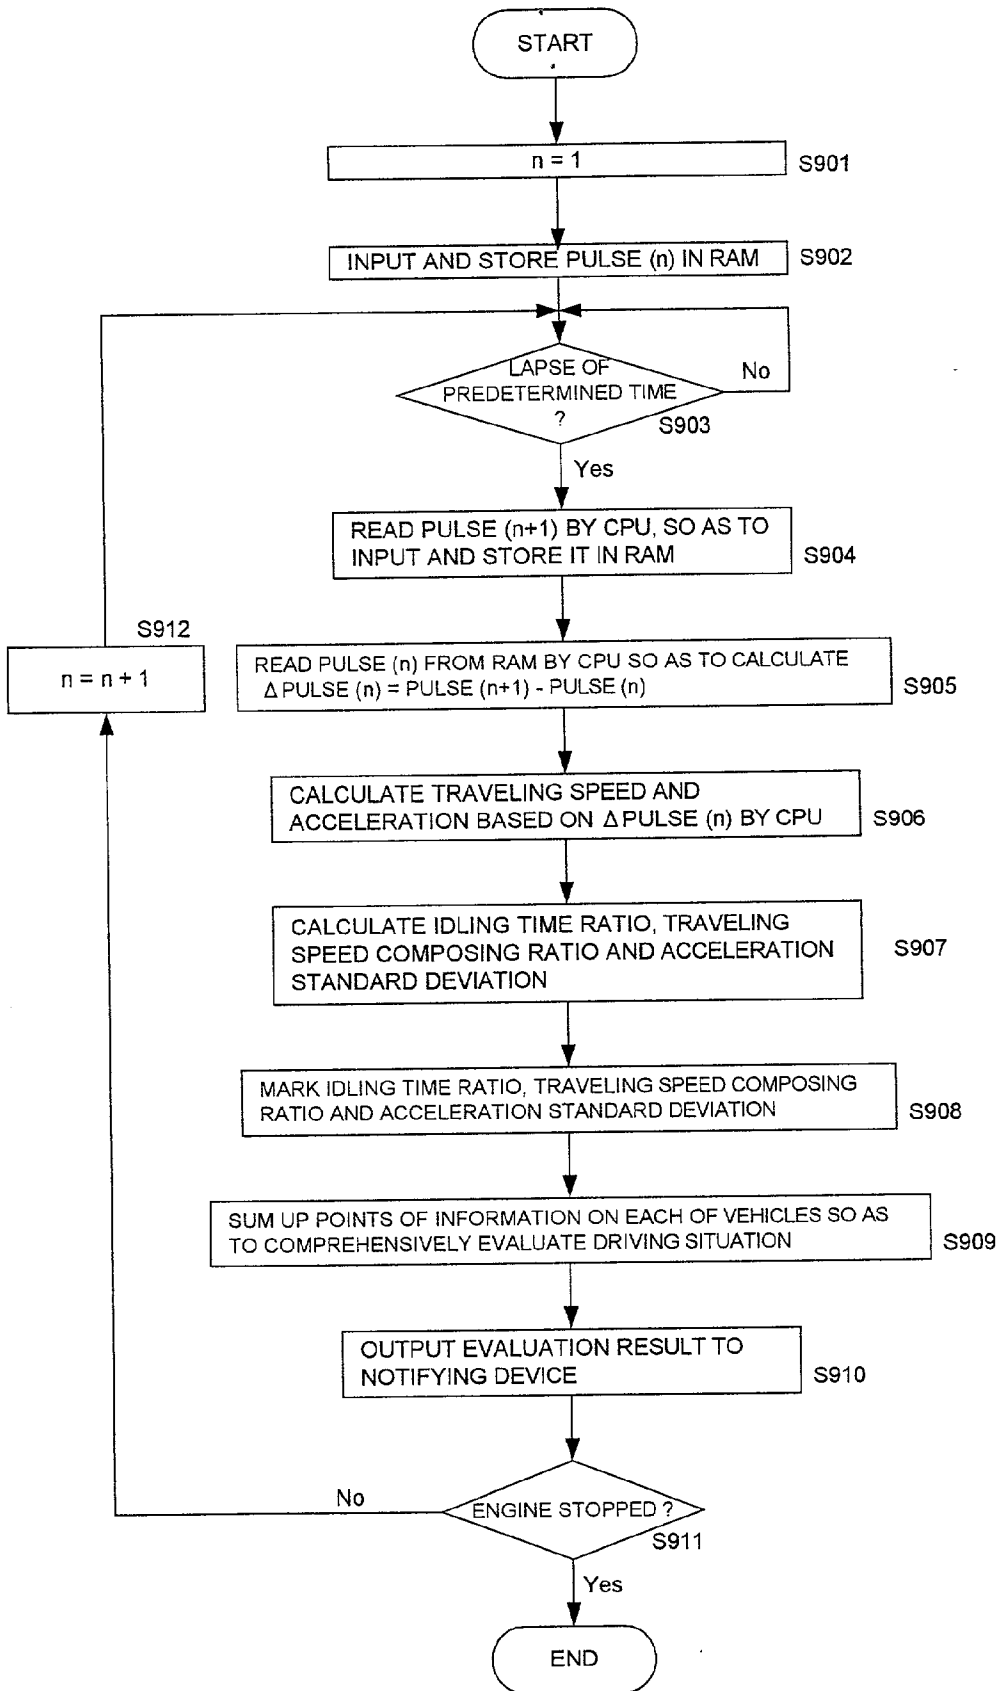 START
n = 1
S901
INPUT AND STORE PULSE (n) IN RAM
S902
LAPSE OF
PREDETERMINED TIME
?
No
S903
Yes
READ PULSE (n+1) BY CPU, SO AS TO
INPUT AND STORE IT IN RAM
S904
S912
n = n + 1
READ PULSE (n) FROM RAM BY CPU SO AS TO CALCULATE
Δ PULSE (n) = PULSE (n+1) - PULSE (n)
S905
CALCULATE TRAVELING SPEED AND
ACCELERATION BASED ON Δ PULSE (n) BY CPU
S906
CALCULATE IDLING TIME RATIO, TRAVELING
SPEED COMPOSING RATIO AND ACCELERATION
STANDARD DEVIATION
S907
MARK IDLING TIME RATIO, TRAVELING SPEED COMPOSING
RATIO AND ACCELERATION STANDARD DEVIATION
S908
SUM UP POINTS OF INFORMATION ON EACH OF VEHICLES SO AS
TO COMPREHENSIVELY EVALUATE DRIVING SITUATION
S909
OUTPUT EVALUATION RESULT TO
NOTIFYING DEVICE
S910
No
ENGINE STOPPED ?
S911
Yes
END